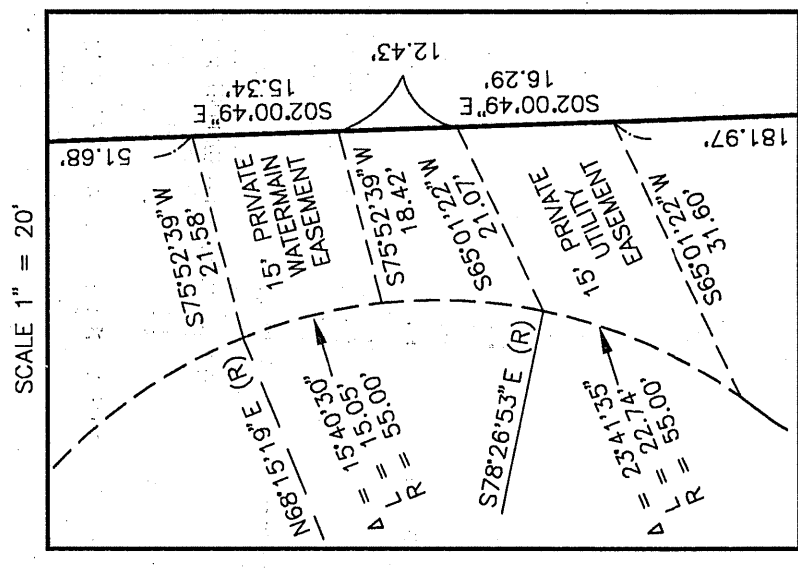 SCALE 1" = 20'
51.68'
S02°00'49"E
15.34'
12.43'
S02°00'49"E
16.29'
181.97'
S75°52'39"W
21.58'
15' PRIVATE
WATERMAIN
EASEMENT
S75°52'39"W
18.42'
S65°01'22"W
21.07'
15' PRIVATE
UTILITY
EASEMENT
S65°01'22"W
31.60'
N68°15'19"E (R)
Δ = 15°40'30"
L = 15.05'
R = 55.00'
S78°26'53"E (R)
Δ = 23°41'35"
L = 22.74'
R = 55.00'